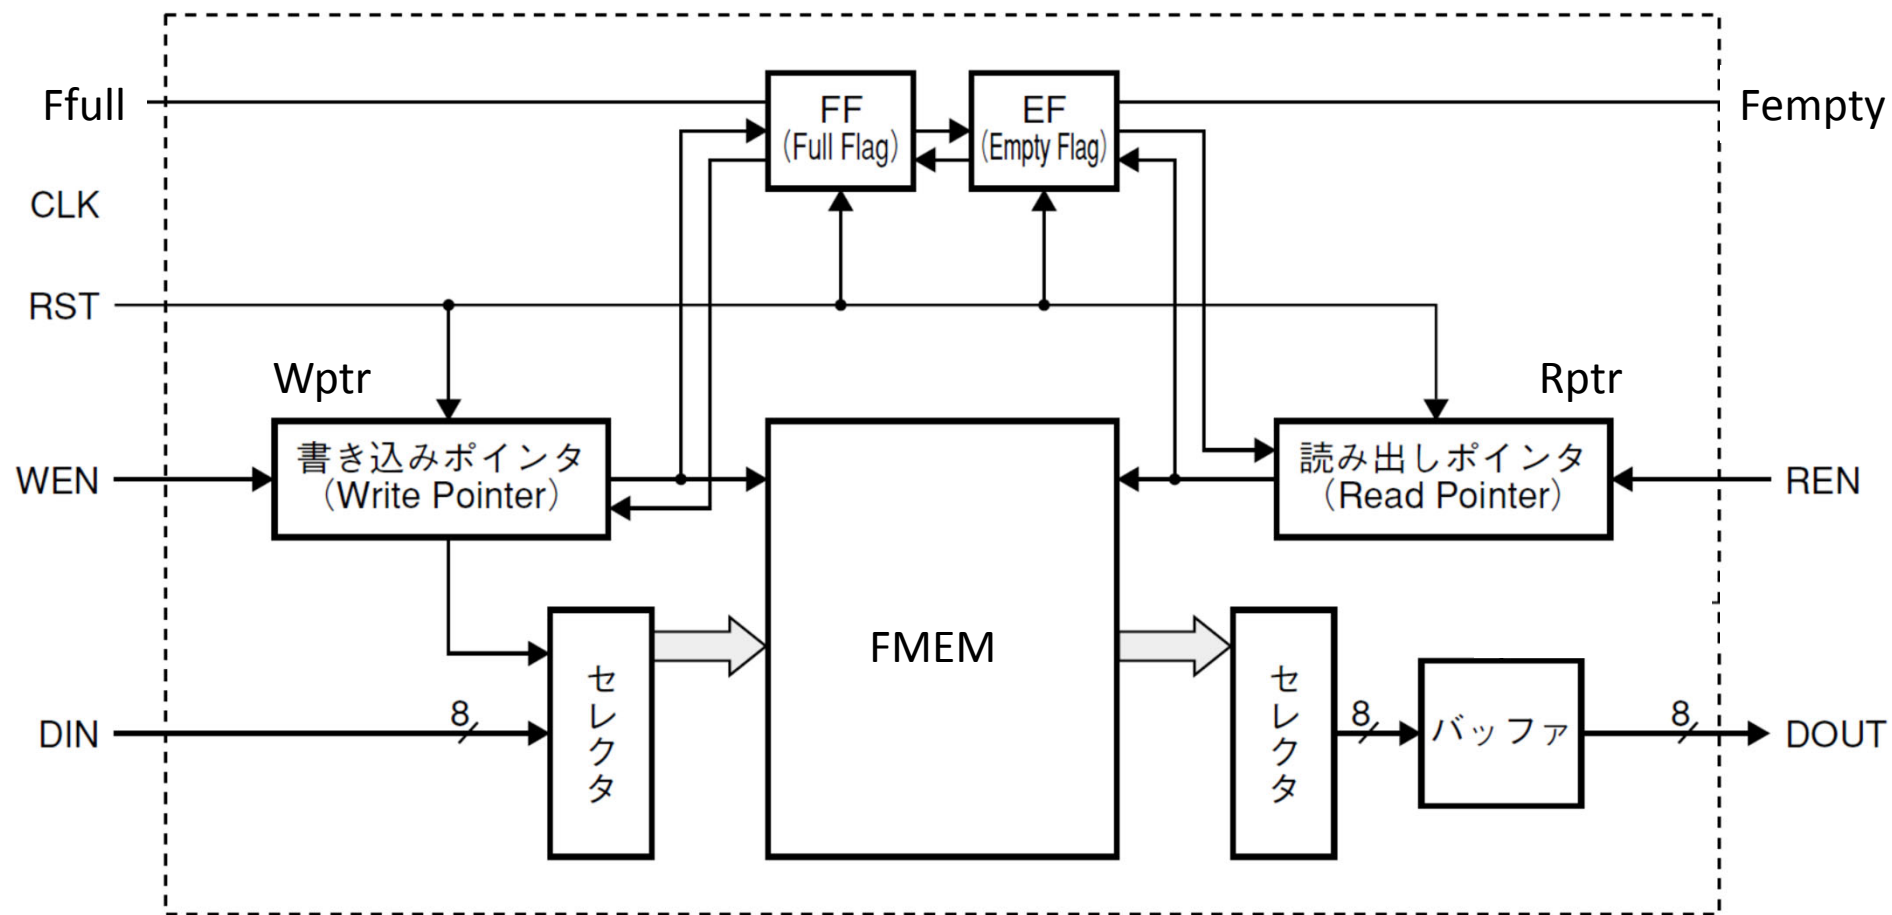 Ffull
FF
(Full Flag)
EF
(Empty Flag)
Fempty
CLK
RST
Wptr
Rptr
WEN
書き込みポインタ
(Write Pointer)
読み出しポインタ
(Read Pointer)
REN
セレクタ
FMEM
セレクタ
DIN
8
8
バッファ
8
DOUT